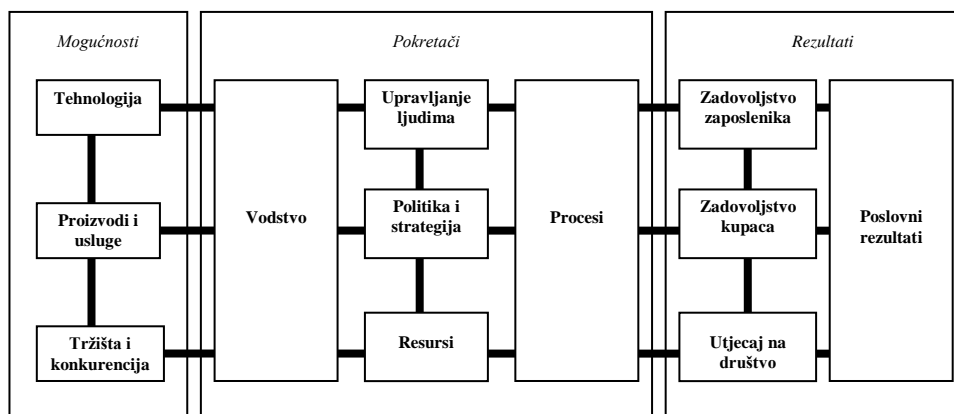 Mogućnosti
Pokretači
Rezultati
Tehnologija
Proizvodi i
usluge
Tržišta i
konkurencija
Vodstvo
Upravljanje
ljudima
Politika i
strategija
Resursi
Procesi
Zadovoljstvo
zaposlenika
Zadovoljstvo
kupaca
Utjecaj na
društvo
Poslovni
rezultati